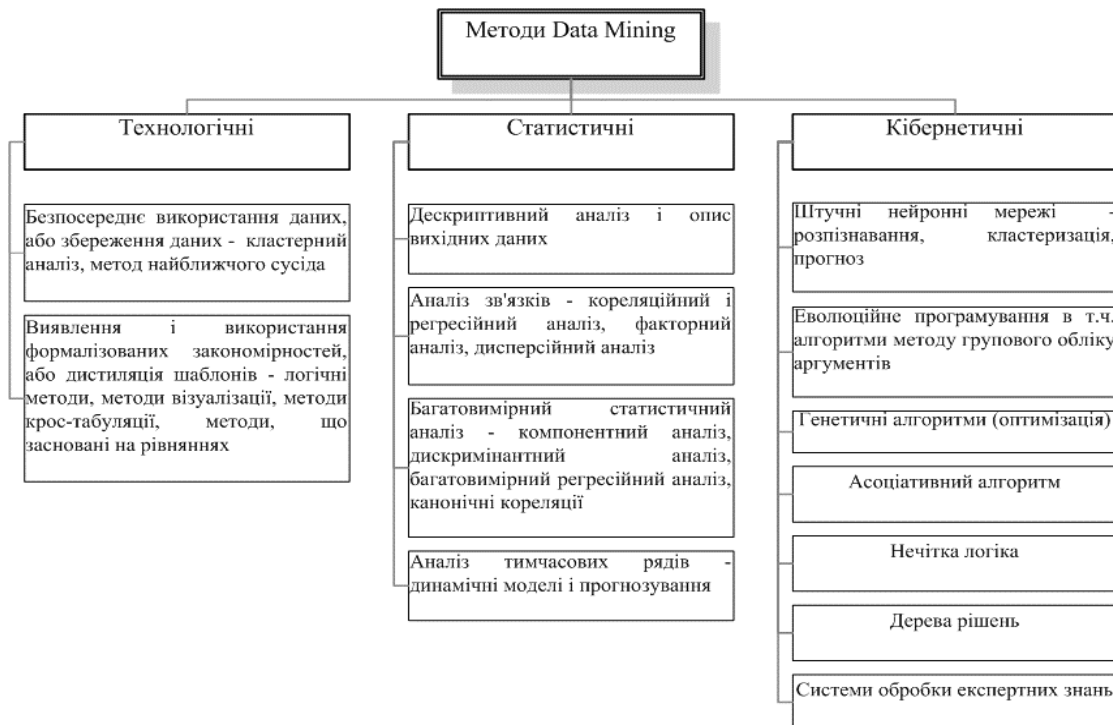 Методи Data Mining
Технологічні
Безпосереднє використання даних,
або збереження даних - кластерний
аналіз, метод найближчого сусіда
Виявлення і використання
формалізованих закономірностей,
або дистиляція шаблонів - логічні
методи, методи візуалізації, методи
крос-табуляції, методи, що
засновані на рівняннях
Статистичні
Дескриптивний аналіз і опис
вихідних даних
Аналіз зв'язків - кореляційний і
регресійний аналіз, факторний
аналіз, дисперсійний аналіз
Багатовимірний статистичний
аналіз - компонентний аналіз,
дискримінантний аналіз,
багатовимірний регресійний аналіз,
канонічні кореляції
Аналіз тимчасових рядів -
динамічні моделі і прогнозування
Кібернетичні
Штучні нейронні мережі -
розпізнавання, кластеризація,
прогноз
Еволюційне програмування в т.ч.
алгоритми методу групового обліку
аргументів
Генетичні алгоритми (оптимізація)
Асоціативний алгоритм
Нечітка логіка
Дерева рішень
Системи обробки експертних знань